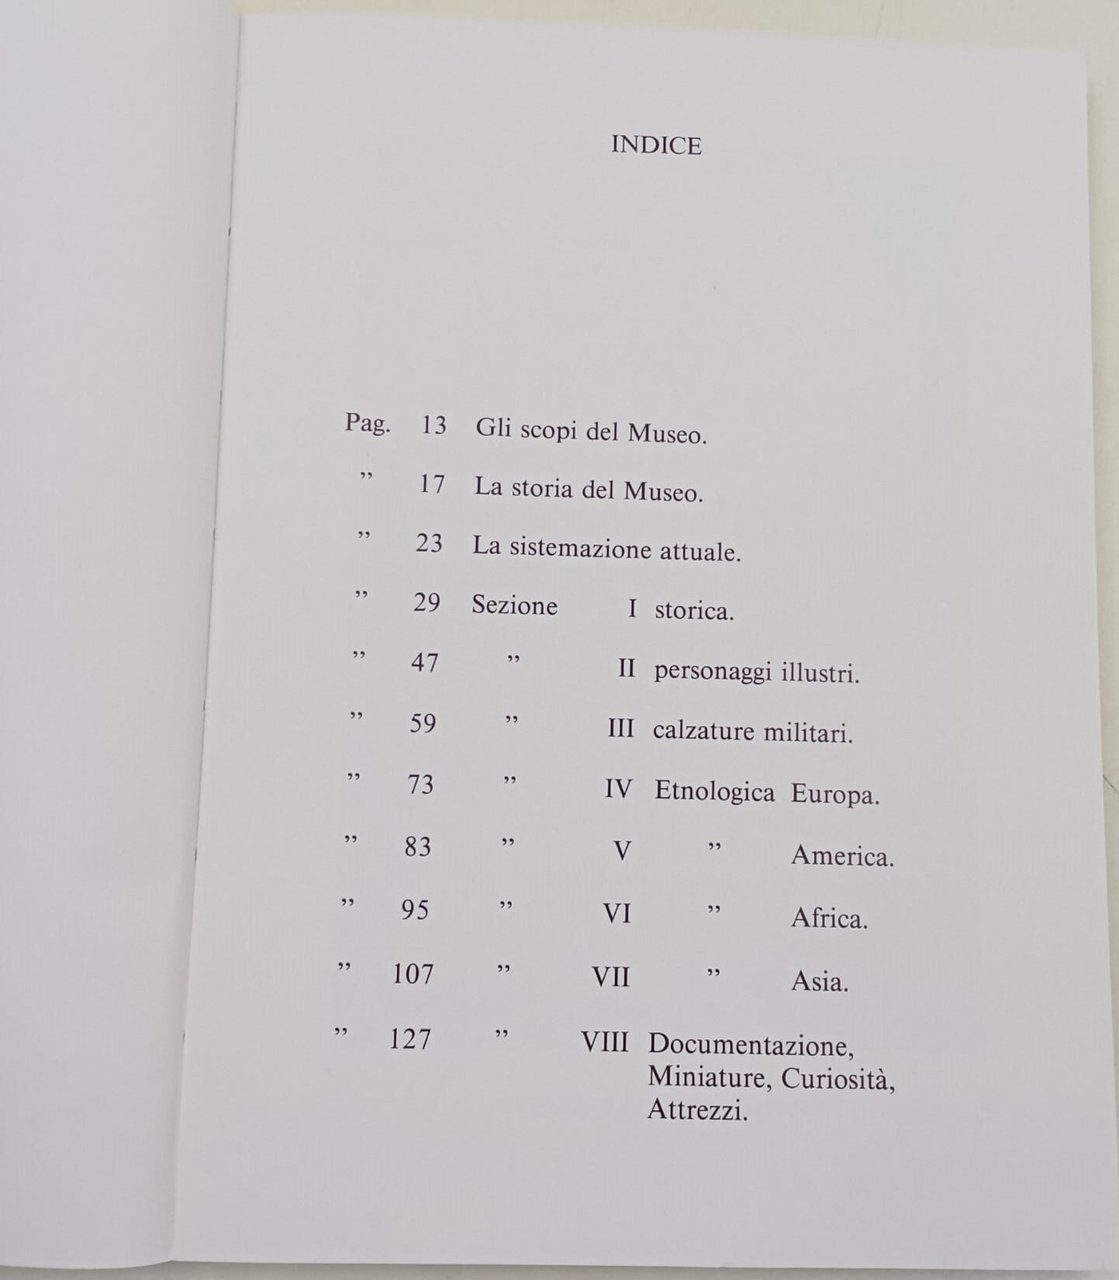 INDICE
Pag. 13 Gli scopi del Museo.
” 17 La storia del Museo.
” 23 La sistemazione attuale.
” 29 Sezione I storica.
” 47 ” II personaggi illustri.
” 59 ” III calzature militari.
” 73 ” IV Etnologica Europa.
” 83 ” V ” America.
” 95 ” VI ” Africa.
” 107 ” VII ” Asia.
” 127 ” VIII Documentazione,
Miniature, Curiosità,
Attrezzi.